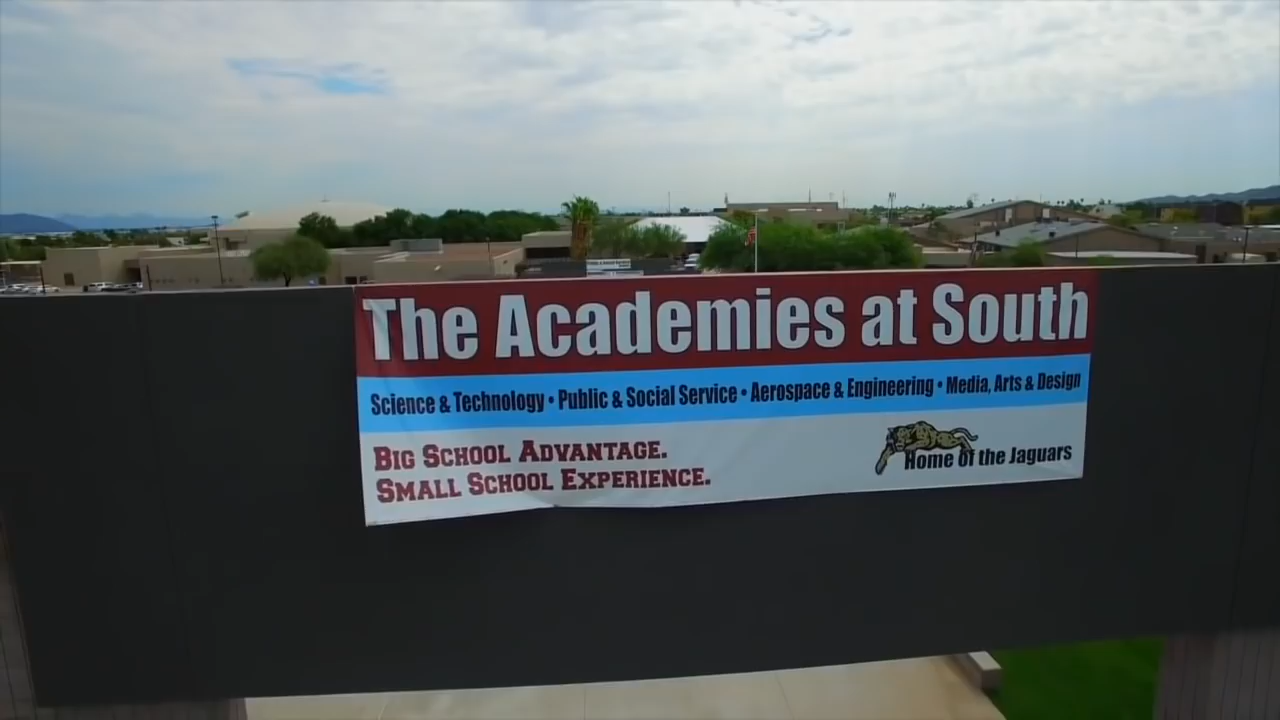 The Academies at South
Science & Technology • Public & Social Service • Aerospace & Engineering • Media, Arts & Design
BIG SCHOOL ADVANTAGE.
SMALL SCHOOL EXPERIENCE.
Home of the Jaguars